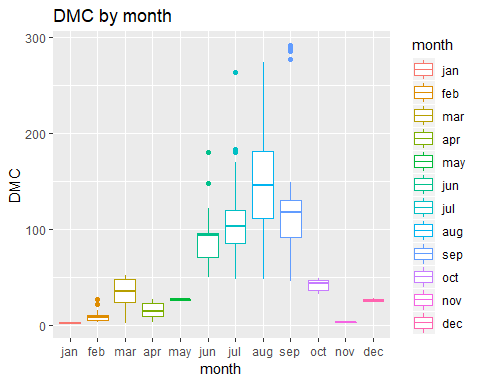 DMC by month
DMC
300
200
100
0
jan feb mar apr may jun jul aug sep oct nov dec
month
month
jan
feb
mar
apr
may
jun
jul
aug
sep
oct
nov
dec